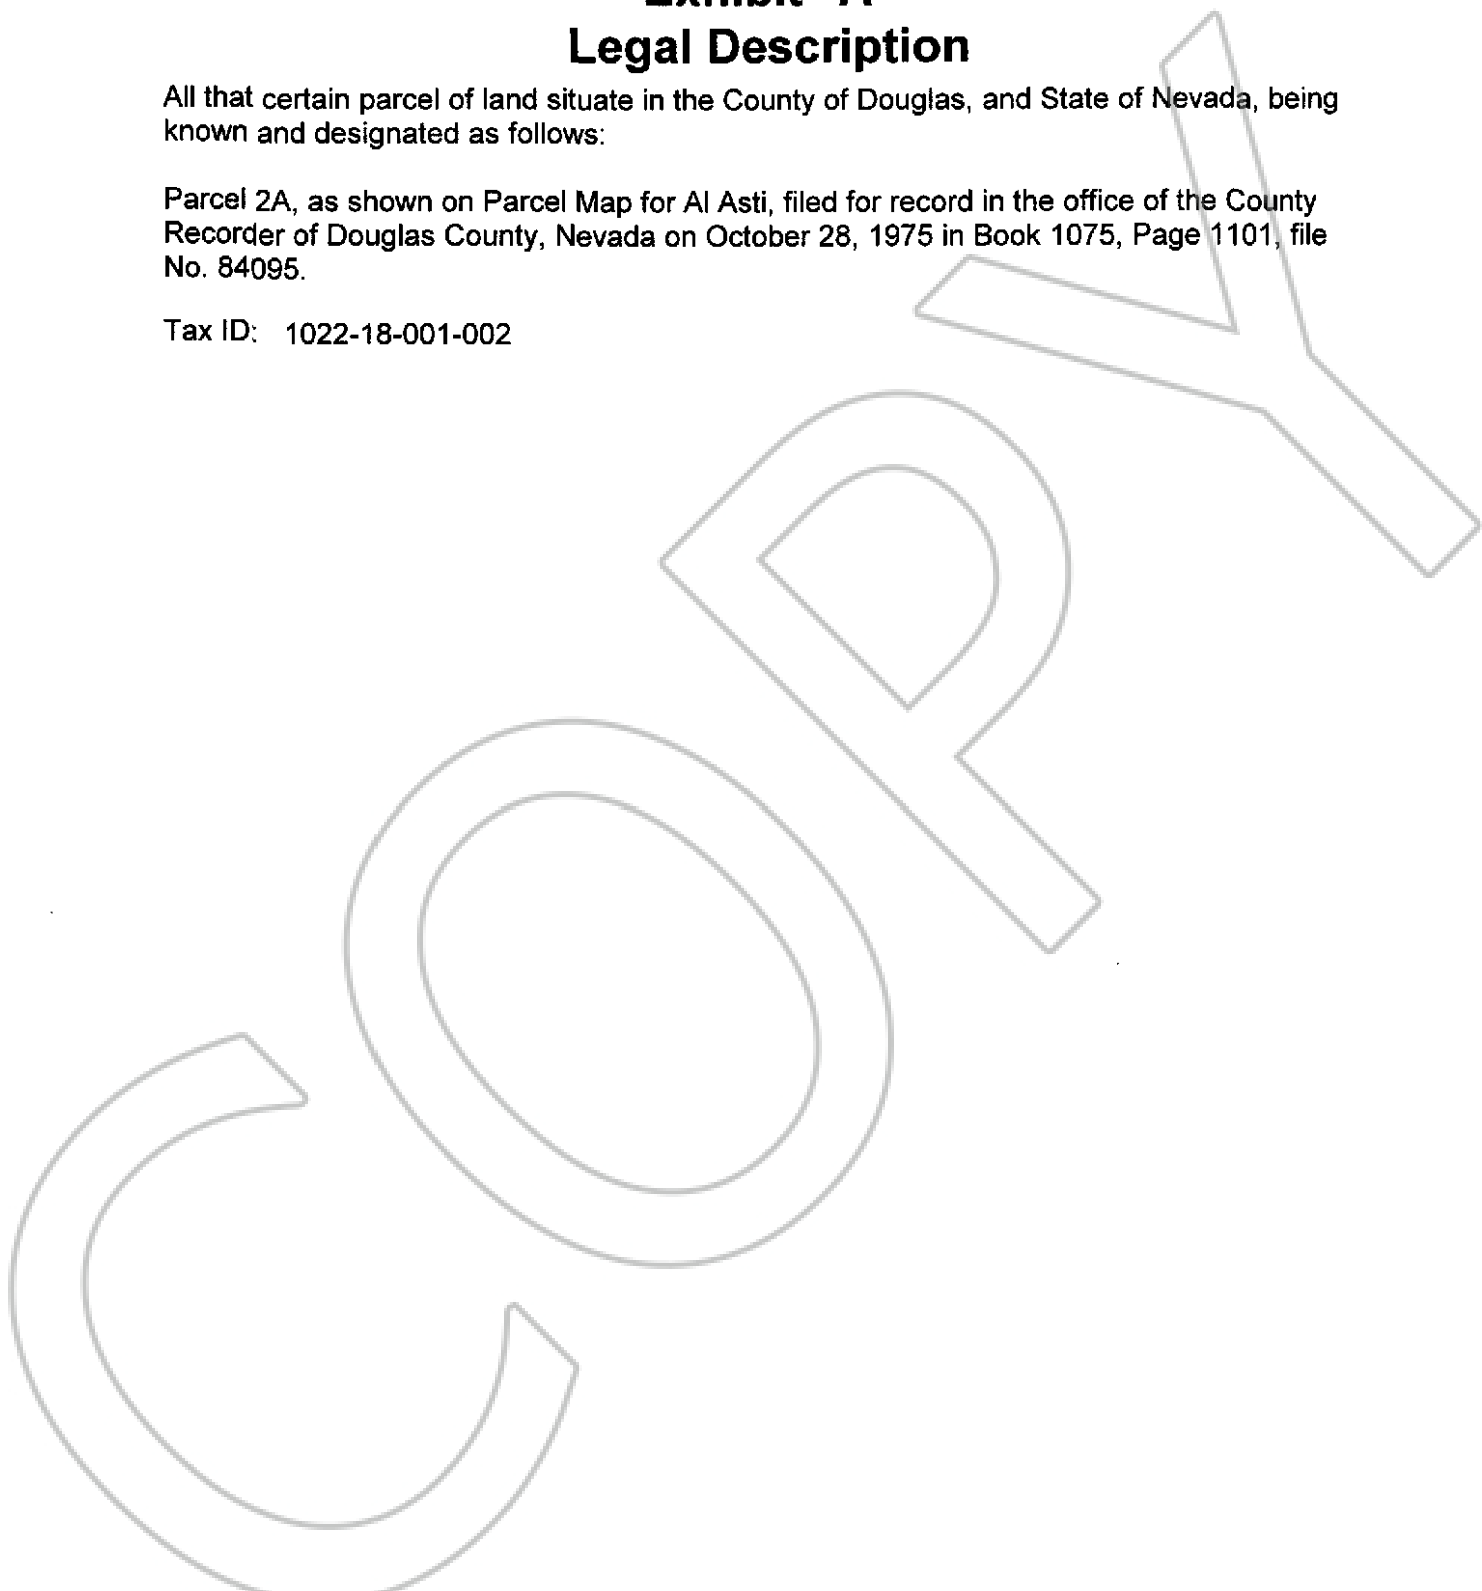 Exhibit "A"
Legal Description
All that certain parcel of land situate in the County of Douglas, and State of Nevada, being
known and designated as follows:
Parcel 2A, as shown on Parcel Map for Al Asti, filed for record in the office of the County
Recorder of Douglas County, Nevada on October 28, 1975 in Book 1075, Page 1101, file
No. 84095.
Tax ID: 1022-18-001-002
COPY